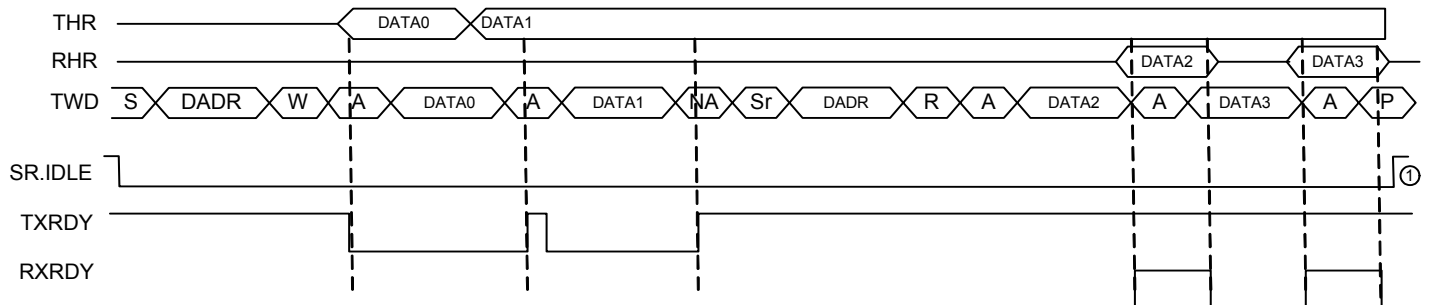 THR DATA0 DATA1
RHR DATA2 DATA3
TWD S DADR W A DATA0 A DATA1 NA Sr DADR R A DATA2 A DATA3 A P
SR.IDLE ①
TXRDY
RXRDY